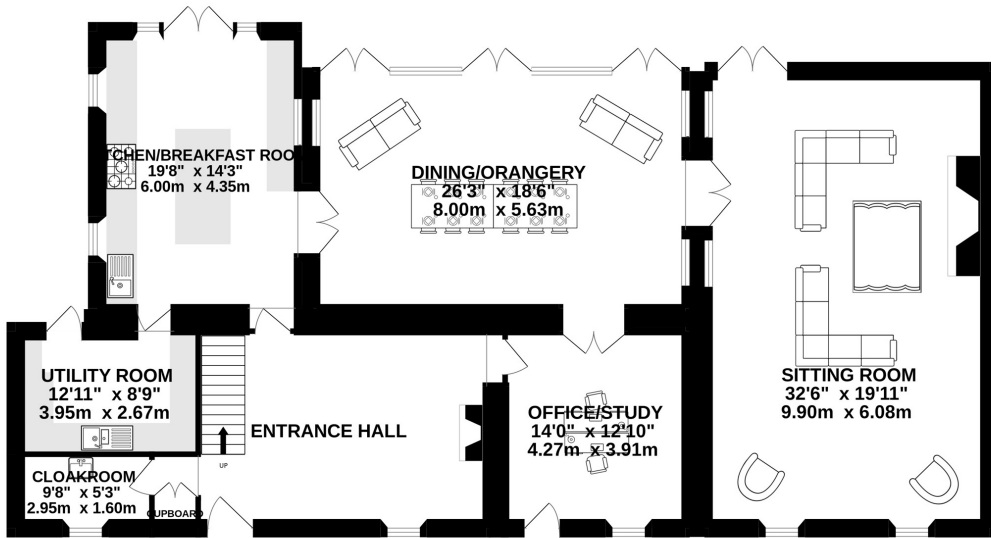 KITCHEN/BREAKFAST ROOM
19'8" x 14'3"
6.00m x 4.35m
DINING/ORANGERY
26'3" x 18'6"
8.00m x 5.63m
UTILITY ROOM
12'11" x 8'9"
3.95m x 2.67m
ENTRANCE HALL
UP
OFFICE/STUDY
14'0" x 12'10"
4.27m x 3.91m
SITTING ROOM
32'6" x 19'11"
9.90m x 6.08m
CLOAKROOM
9'8" x 5'3"
2.95m x 1.60m
CUPBOARD